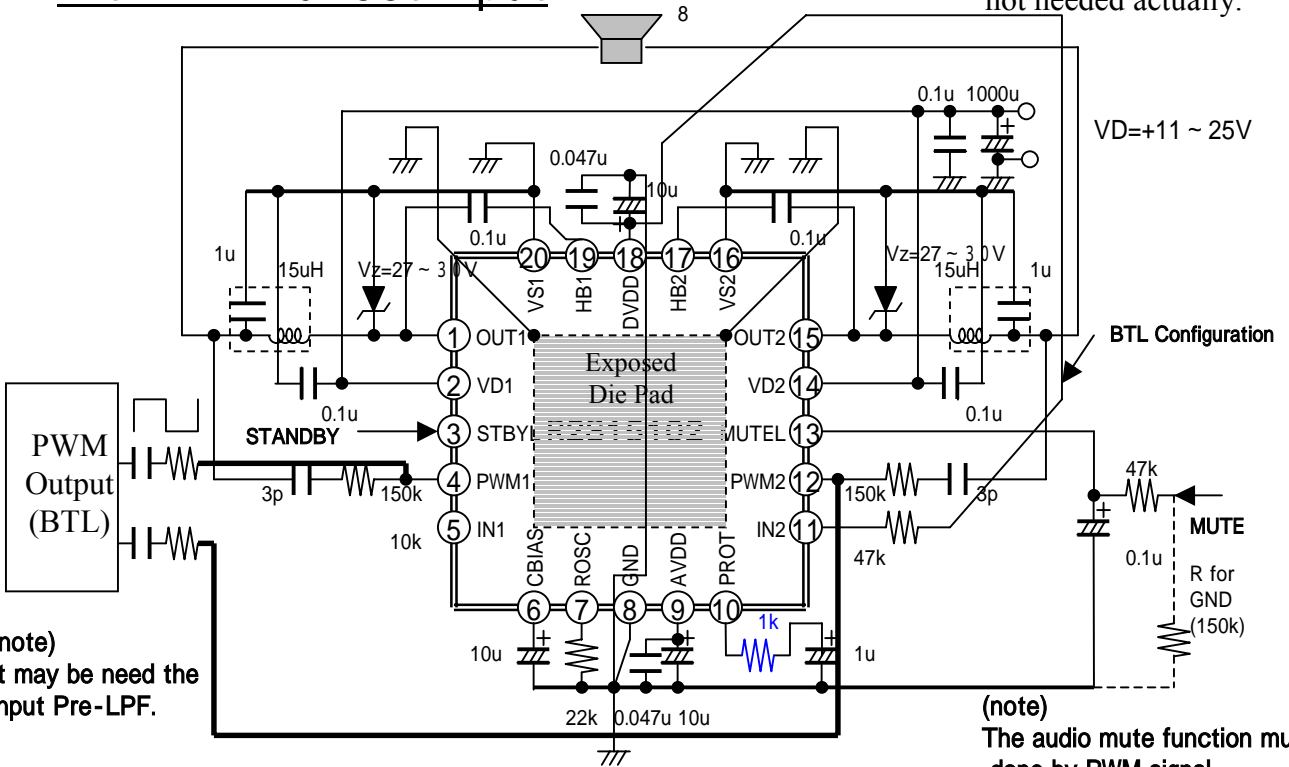 8
not needed actually.
0.1u 1000u
VD=+11 ~ 25V
0.047u
10u
0.1u
0.1u
1u
15uH
Vz=27 ~ 30V
Vz=27 ~ 30V
15uH
1u
20 19 18 17 16
VS1 HB1 DVDD HB2 VS2
1 OUT1
OUT2 15
BTL Configuration
Exposed
Die Pad
2 VD1
VD2 14
0.1u
0.1u
STANDBY
3 STBYL
MUTEL 13
PWM
Output
(BTL)
3p
150k
4 PWM1
PWM2 12
150k
3p
47k
MUTE
5 IN1
IN2 11
10k
47k
0.1u
R for
GND
(150k)
CBIAS ROSC GND AVDD PROT
6 7 8 9 10
1k
10u
1u
22k 0.047u 10u
note)
t may be need the
nput Pre-LPF.
(note)
The audio mute function mu
done by PWM signal